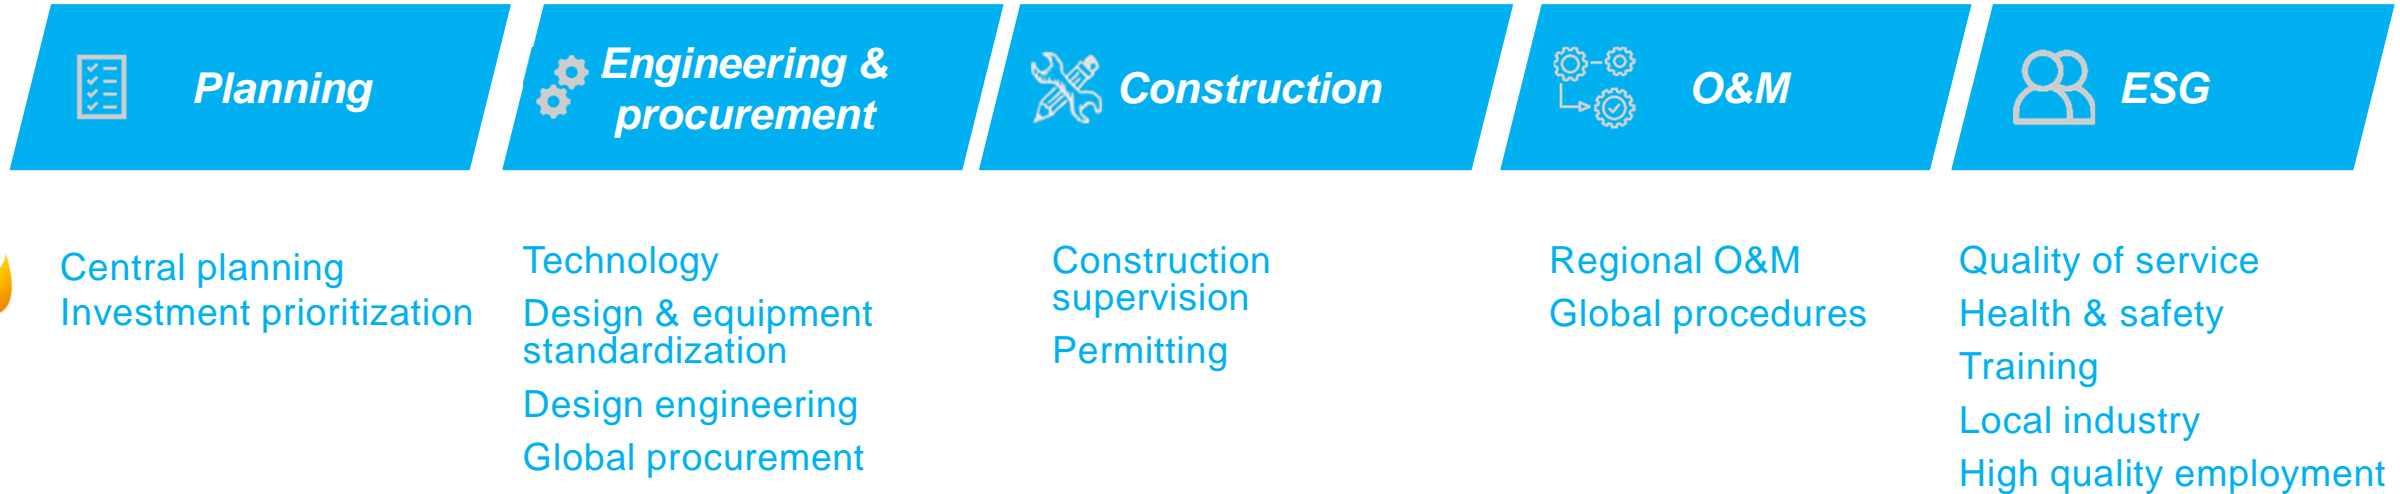 Planning
Engineering &
procurement
Construction
O&M
ESG
Central planning
Investment prioritization
Technology
Design & equipment
standardization
Design engineering
Global procurement
Construction
supervision
Permitting
Regional O&M
Global procedures
Quality of service
Health & safety
Training
Local industry
High quality employment